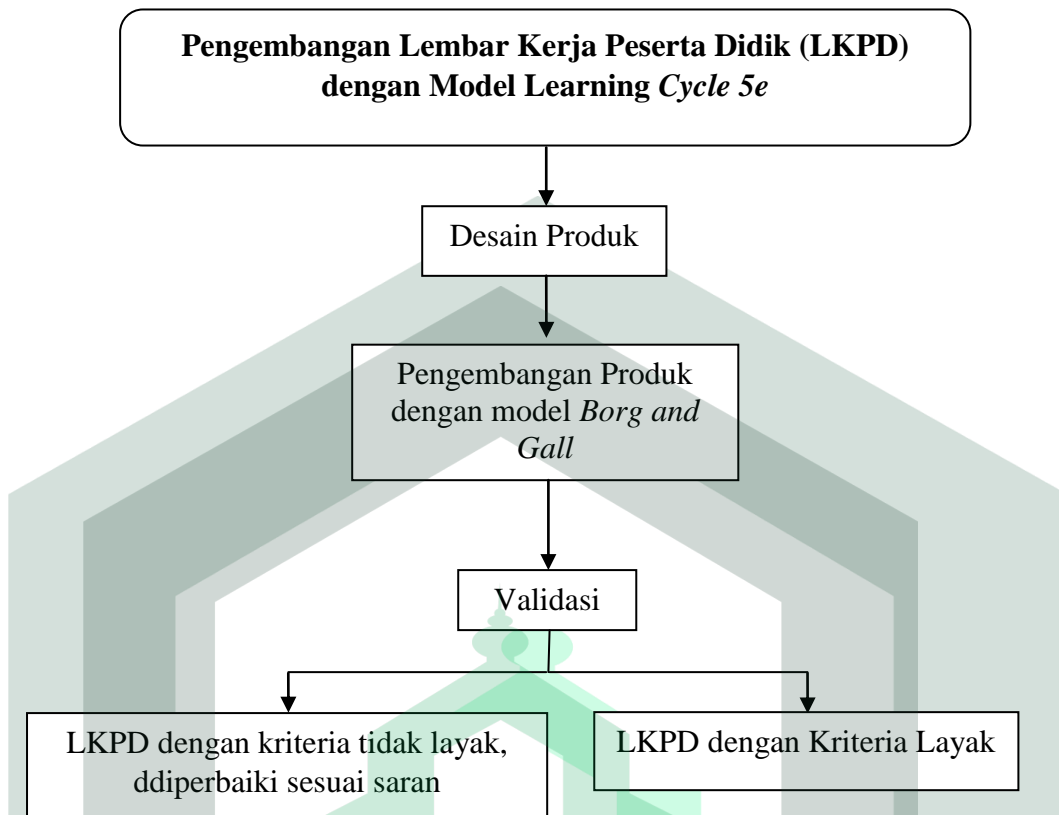 Pengembangan Lembar Kerja Peserta Didik (LKPD)
dengan Model Learning Cycle 5e
Desain Produk
Pengembangan Produk
dengan model Borg and
Gall
Validasi
LKPD dengan kriteria tidak layak,
ddiperbaiki sesuai saran
LKPD dengan Kriteria Layak